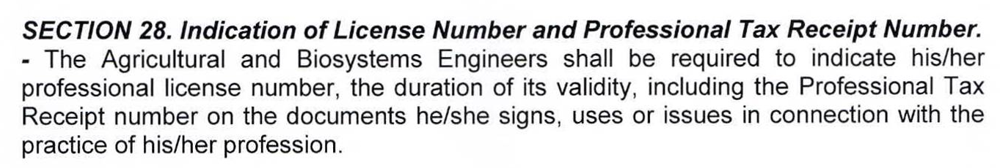 SECTION 28. Indication of License Number and Professional Tax Receipt Number.
- The Agricultural and Biosystems Engineers shall be required to indicate his/her
professional license number, the duration of its validity, including the Professional Tax
Receipt number on the documents he/she signs, uses or issues in connection with the
practice of his/her profession.